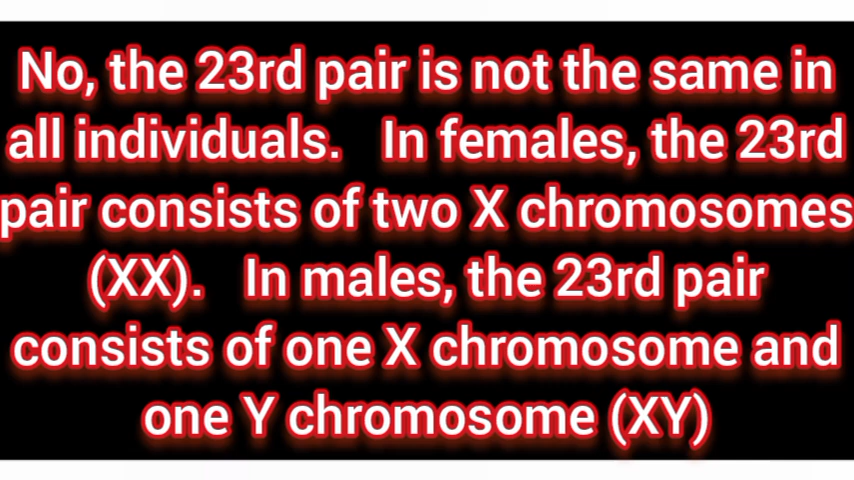 No, the 23rd pair is not the same in
all individuals.   In females, the 23rd
pair consists of two X chromosomes
(XX).   In males, the 23rd pair
consists of one X chromosome and
one Y chromosome (XY)